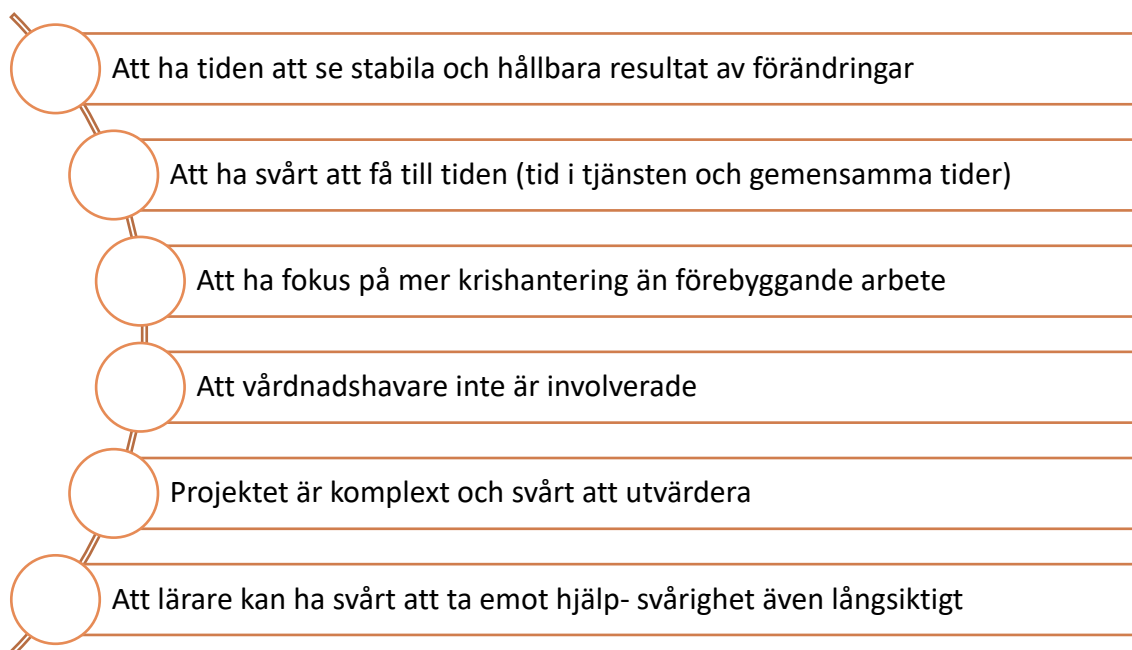 Att ha tiden att se stabila och hållbara resultat av förändringar
Att ha svårt att få till tiden (tid i tjänsten och gemensamma tider)
Att ha fokus på mer krishantering än förebyggande arbete
Att vårdnadshavare inte är involverade
Projektet är komplext och svårt att utvärdera
Att lärare kan ha svårt att ta emot hjälp- svårighet även långsiktigt